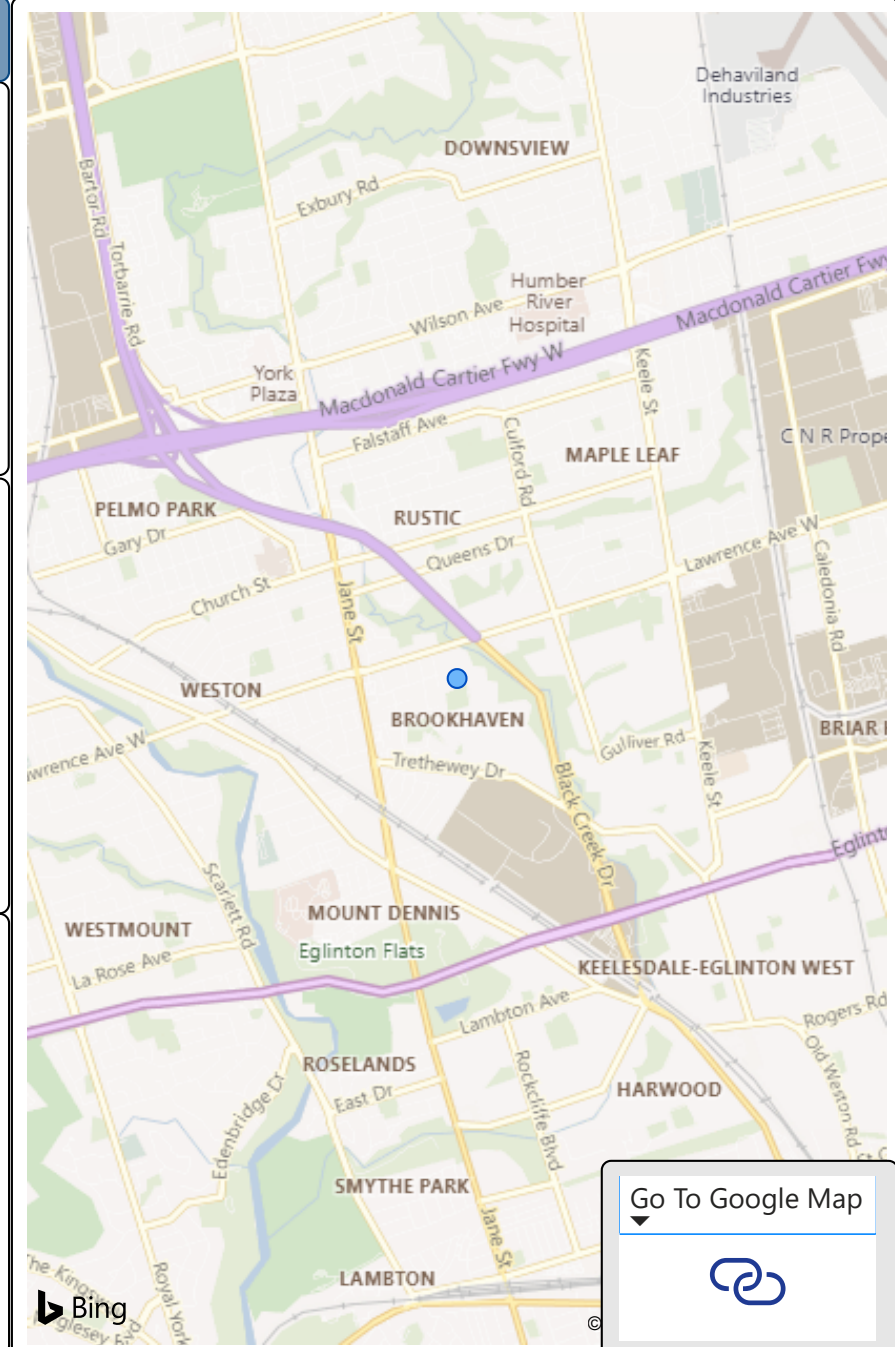 Dehaviland
Industries
DOWNSVIEW
Exbury Rd
Bartor Rd
Torbarrie Rd
Humber
River
Hospital
Wilson Ave
Macdonald Cartier Fwy
Macdonald Cartier Fwy W
York
Plaza
Keele St
Falstaff Ave
Culford Rd
C N R Prope
MAPLE LEAF
PELMO PARK
RUSTIC
Gary Dr
Queens Dr
Lawrence Ave W
Caledonia Rd
Church St
Jane St
WESTON
BROOKHAVEN
BRIAR
Gulliver Rd
Keele St
wrence Ave W
Trethewey Dr
Black Creek Dr
Eglint
Scarlett Rd
MOUNT DENNIS
WESTMOUNT
Eglinton Flats
La Rose Ave
KEELESDALE-EGLINTON WEST
Lambton Ave
Rogers Rd
Old Weston Rd
ROSELANDS
Rockcliffe Blvd
HARWOOD
East Dr
Edenbridge Dr
SMYTHE PARK
Jane St
Go To Google Map
LAMBTON
Royal York
he Kings
Bing
glesey
©